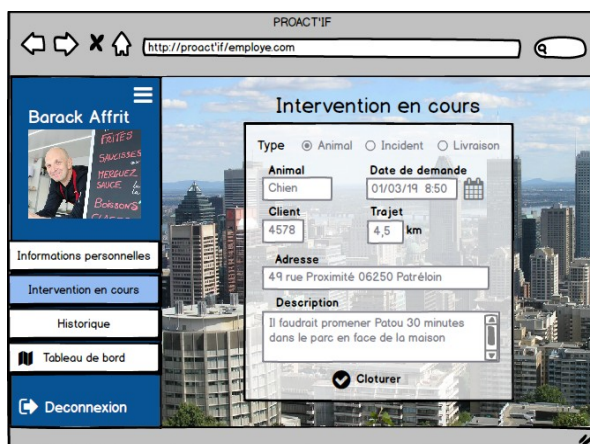 PROACT'IF
http://proact'if/employe.com
Barack Affrit
FRITES
SAUCISSES
MERGUEZ
SAUCE
BOISSONS
Informations personnelles
Intervention en cours
Historique
Tableau de bord
Deconnexion
Intervention en cours
Type Animal Incident Livraison
Animal Date de demande
Chien 01/03/19 8:50
Client Trajet
4578 4,5 km
Adresse
49 rue Proximité 06250 Patréloin
Description
Il faudrait promener Patou 30 minutes
dans le parc en face de la maison
Cloturer